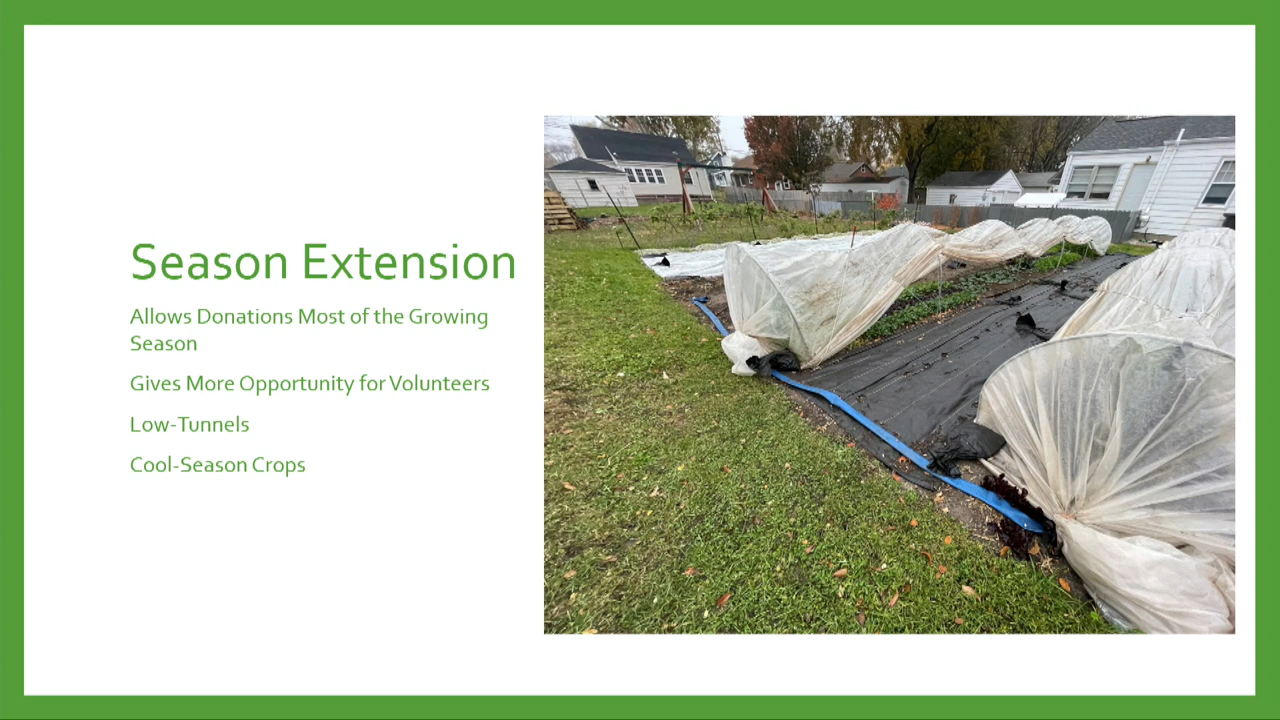 Season Extension
Allows Donations Most of the Growing
Season
Gives More Opportunity for Volunteers
Low-Tunnels
Cool-Season Crops